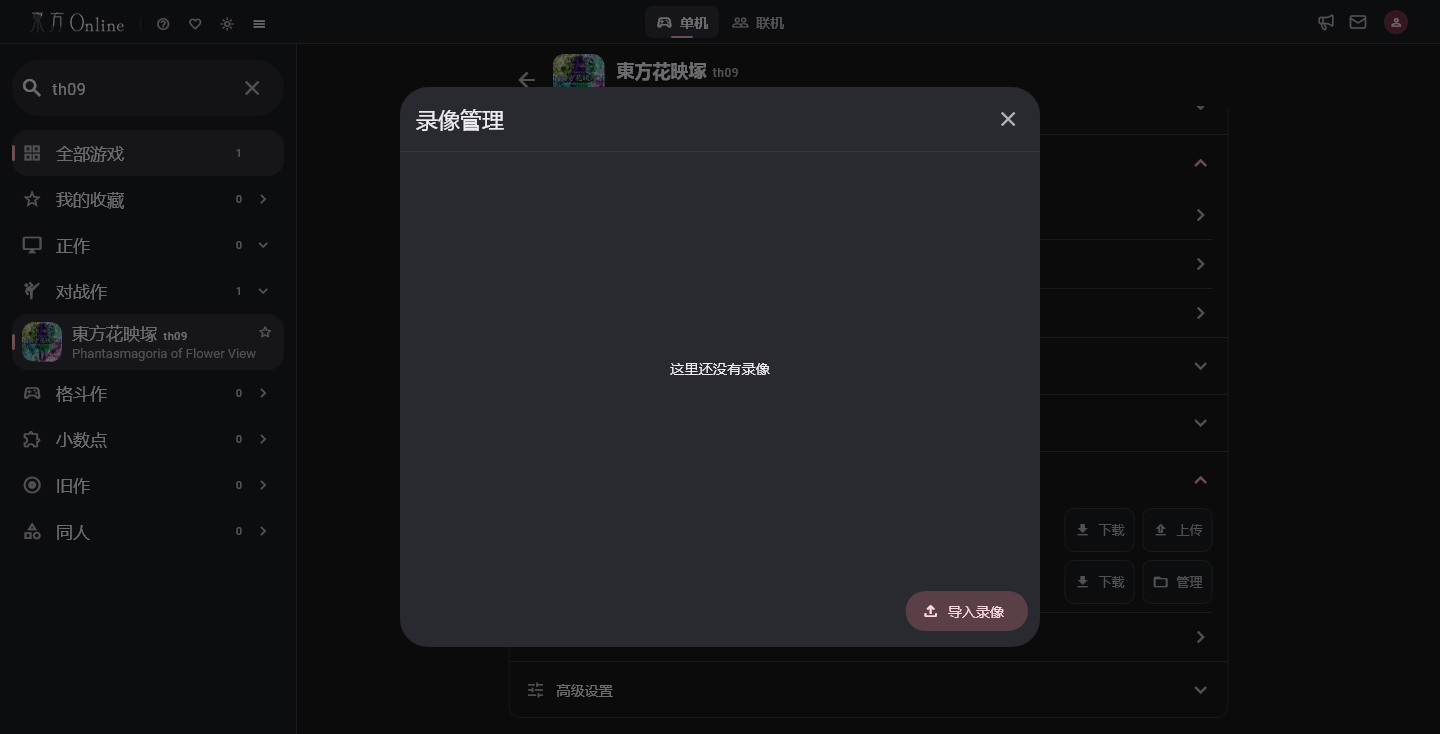 東方Online
单机
联机
th09
東方花映塚 th09
录像管理
全部游戏 1
我的收藏 0
正作 0
对战作 1
東方花映塚 th09
Phantasmagoria of Flower View
这里还没有录像
格斗作 0
小数点 0
旧作 0
同人 0
下载 上传
下载 管理
导入录像
高级设置